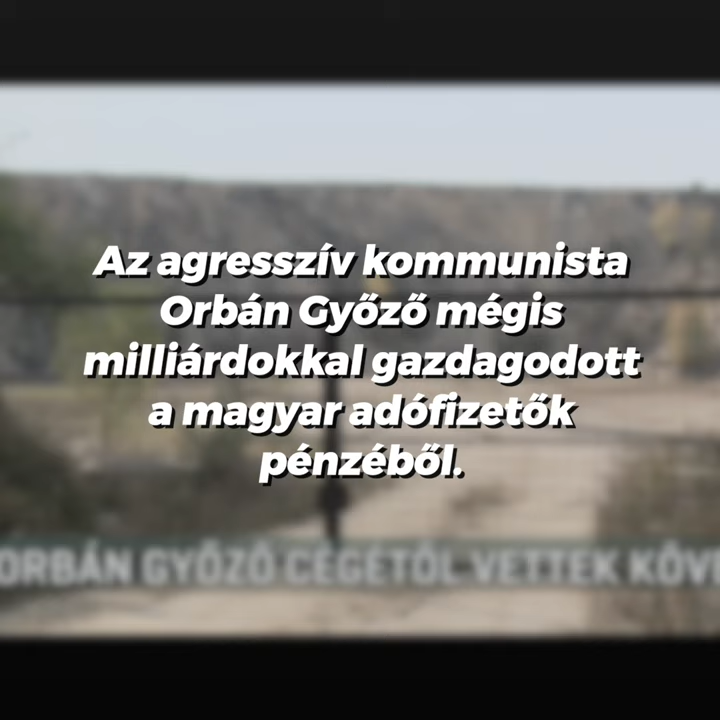 Az agresszív kommunista
Orbán Győző mégis
milliárdokkal gazdagodott
a magyar adófizetők
pénzéből.
ORBÁN GYŐZŐ CÉGÉTŐL VETTEK